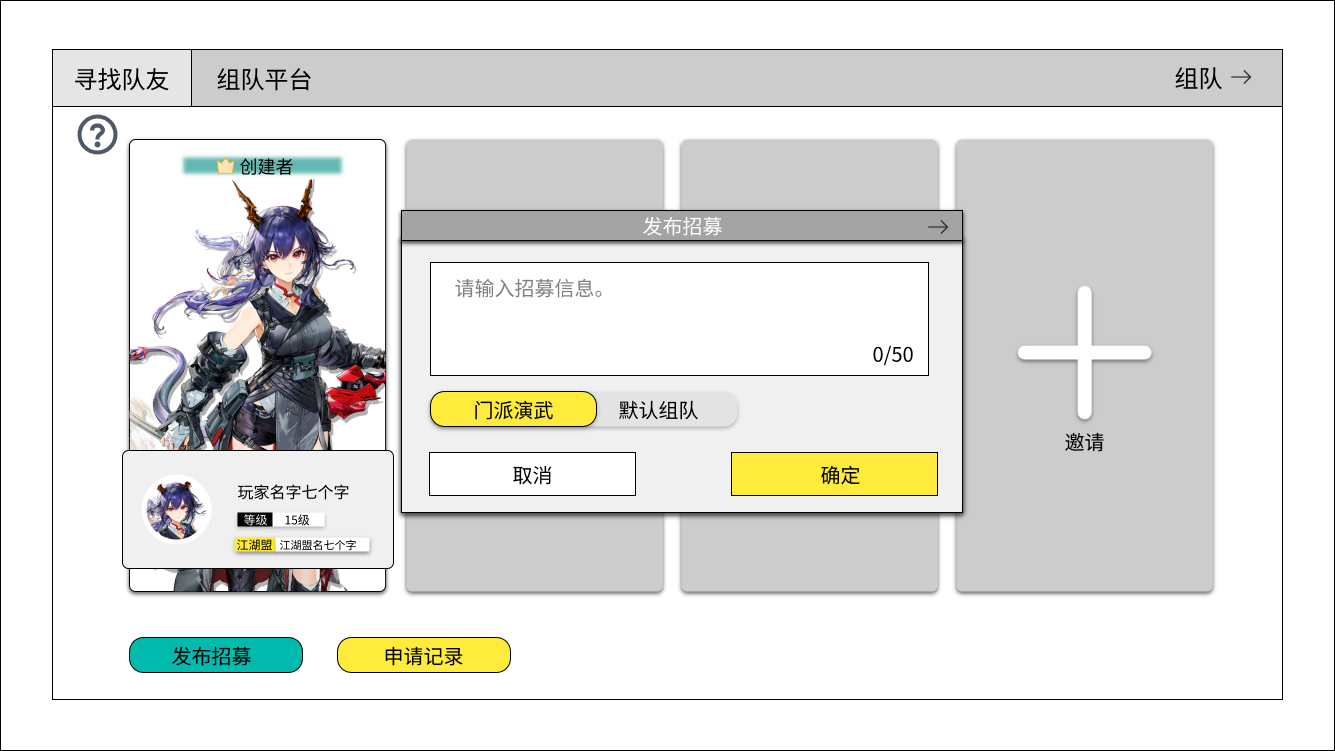 寻找队友
组队平台
组队
创建者
发布招募
请输入招募信息。
0/50
门派演武
默认组队
取消
确定
邀请
玩家名字七个字
等级 15级
江湖盟 江湖盟名七个字
发布招募
申请记录